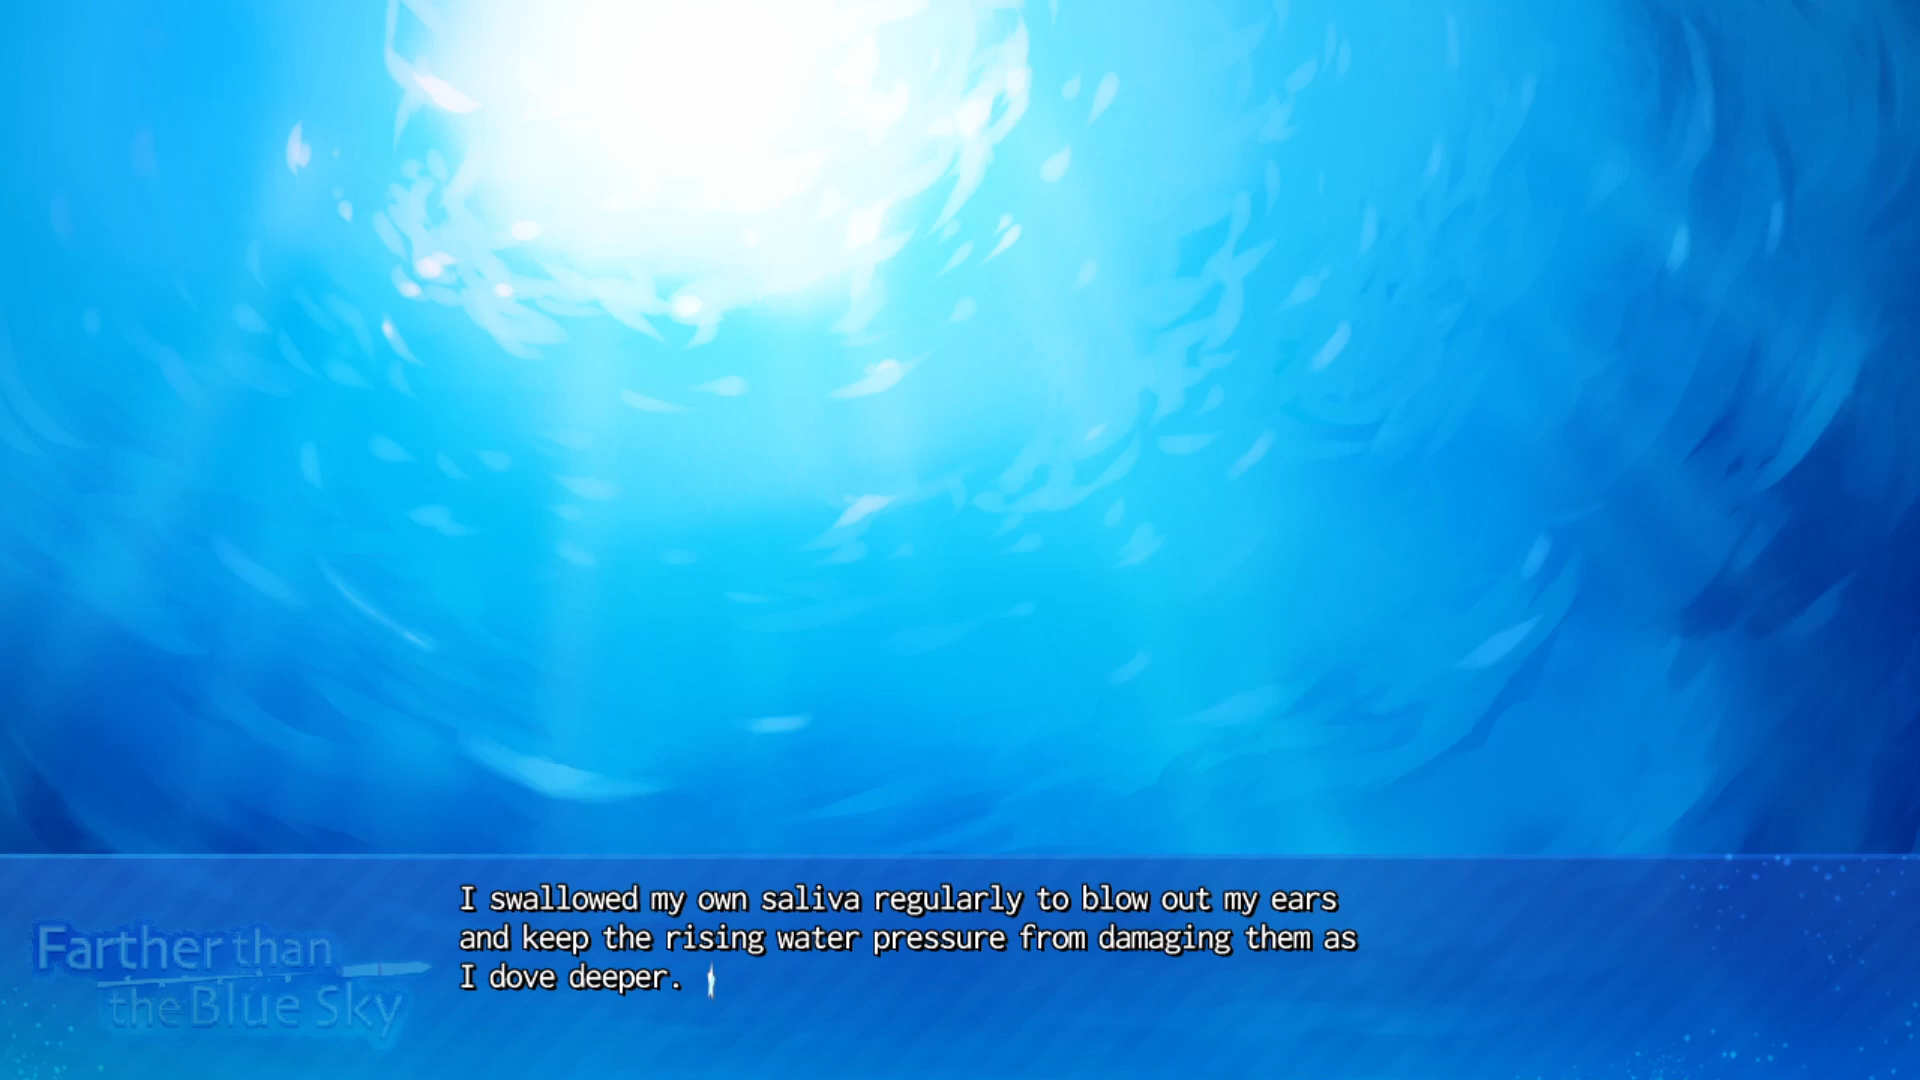 I swallowed my own saliva regularly to blow out my ears
and keep the rising water pressure from damaging them as
I dove deeper.
Farther than
the Blue Sky